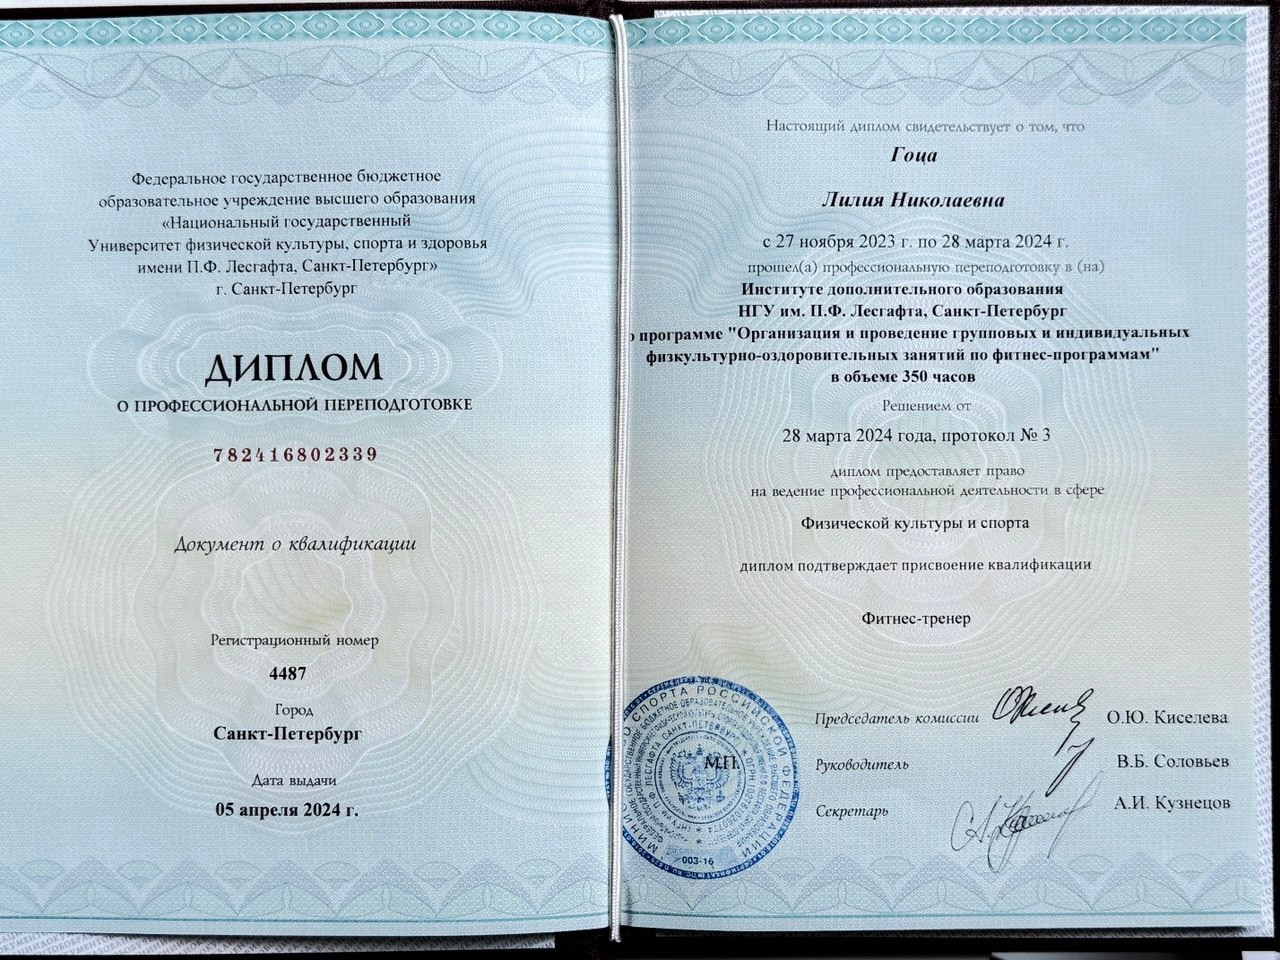 Федеральное государственное бюджетное
образовательное учреждение высшего образования
«Национальный государственный
Университет физической культуры, спорта и здоровья
имени П.Ф. Лесгафта, Санкт-Петербург»
г. Санкт-Петербург
ДИПЛОМ
О ПРОФЕССИОНАЛЬНОЙ ПЕРЕПОДГОТОВКЕ
782416802339
Документ о квалификации
Регистрационный номер
4487
Город
Санкт-Петербург
Дата выдачи
05 апреля 2024 г.
Настоящий диплом свидетельствует о том, что
Гоца
Лилия Николаевна
с 27 ноября 2023 г. по 28 марта 2024 г.
прошел(а) профессиональную переподготовку в (на)
Институте дополнительного образования
НГУ им. П.Ф. Лесгафта, Санкт-Петербург
о программе "Организация и проведение групповых и индивидуальных
физкультурно-оздоровительных занятий по фитнес-программам"
в объеме 350 часов
Решением от
28 марта 2024 года, протокол № 3
диплом предоставляет право
на ведение профессиональной деятельности в сфере
Физической культуры и спорта
диплом подтверждает присвоение квалификации
Фитнес-тренер
Председатель комиссии О.Ю. Киселева
М.П.
Руководитель В.Б. Соловьев
Секретарь А.И. Кузнецов
СПОРТА РОССИЙСКОЙ ФЕДЕРАЦИИ
003-16